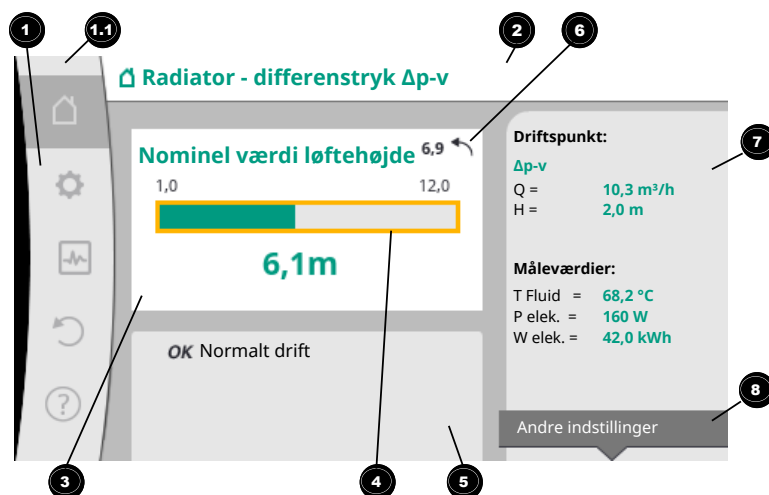 1
1.1
2
6
Radiator - differenstryk Δp-v
Nominel værdi løftehøjde 6,9
1,0 12,0
6,1m
OK Normalt drift
Driftspunkt:
7
Δp-v
Q = 10,3 m³/h
H = 2,0 m
Måleværdier:
T Fluid = 68,2 °C
P elek. = 160 W
W elek. = 42,0 kWh
8
Andre indstillinger
?
3
4
5